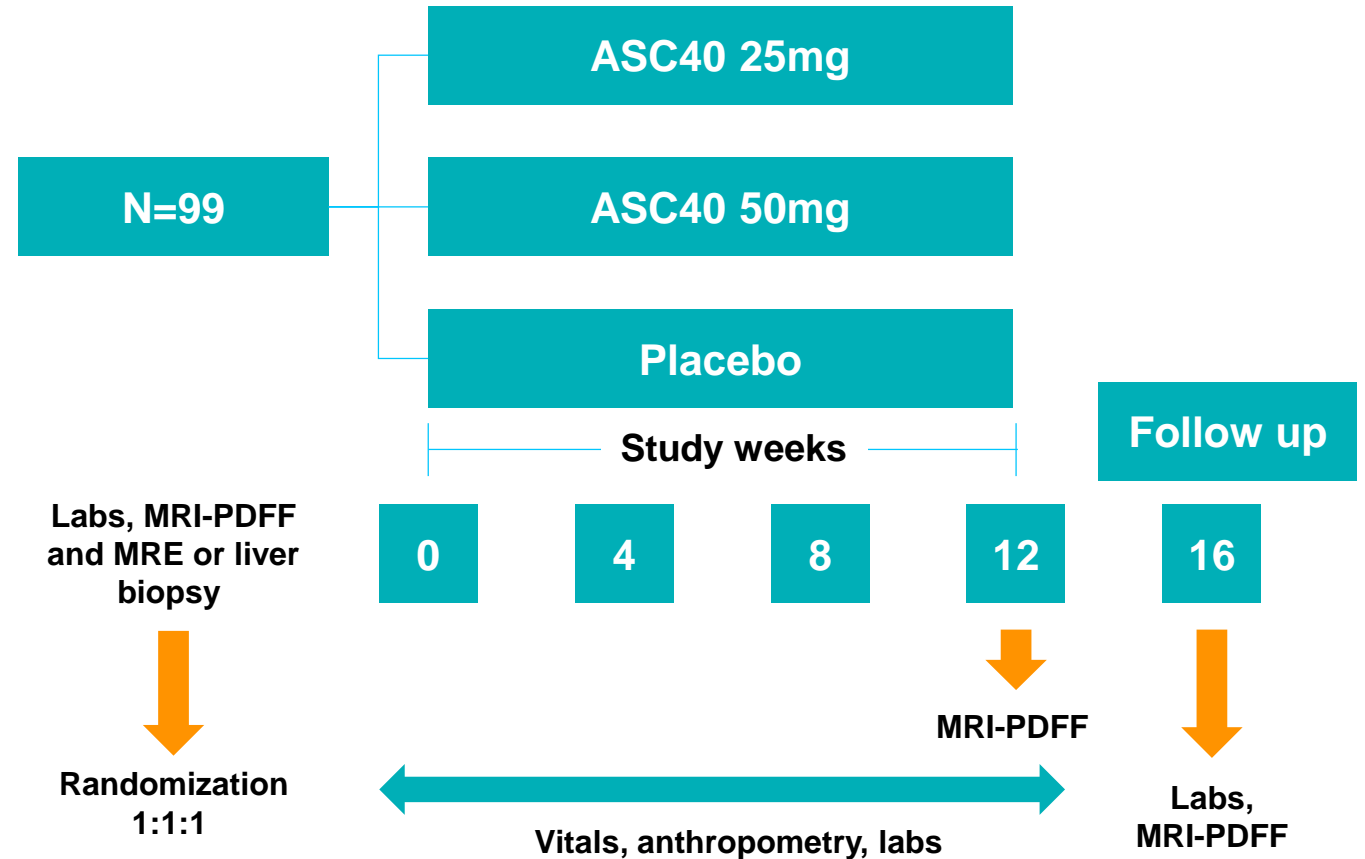 ASC40 25mg
N=99
ASC40 50mg
Placebo
Study weeks
Follow up
Labs, MRI-PDFF
and MRE or liver
biopsy
0
4
8
12
16
MRI-PDFF
Randomization
1:1:1
Vitals, anthropometry, labs
Labs,
MRI-PDFF